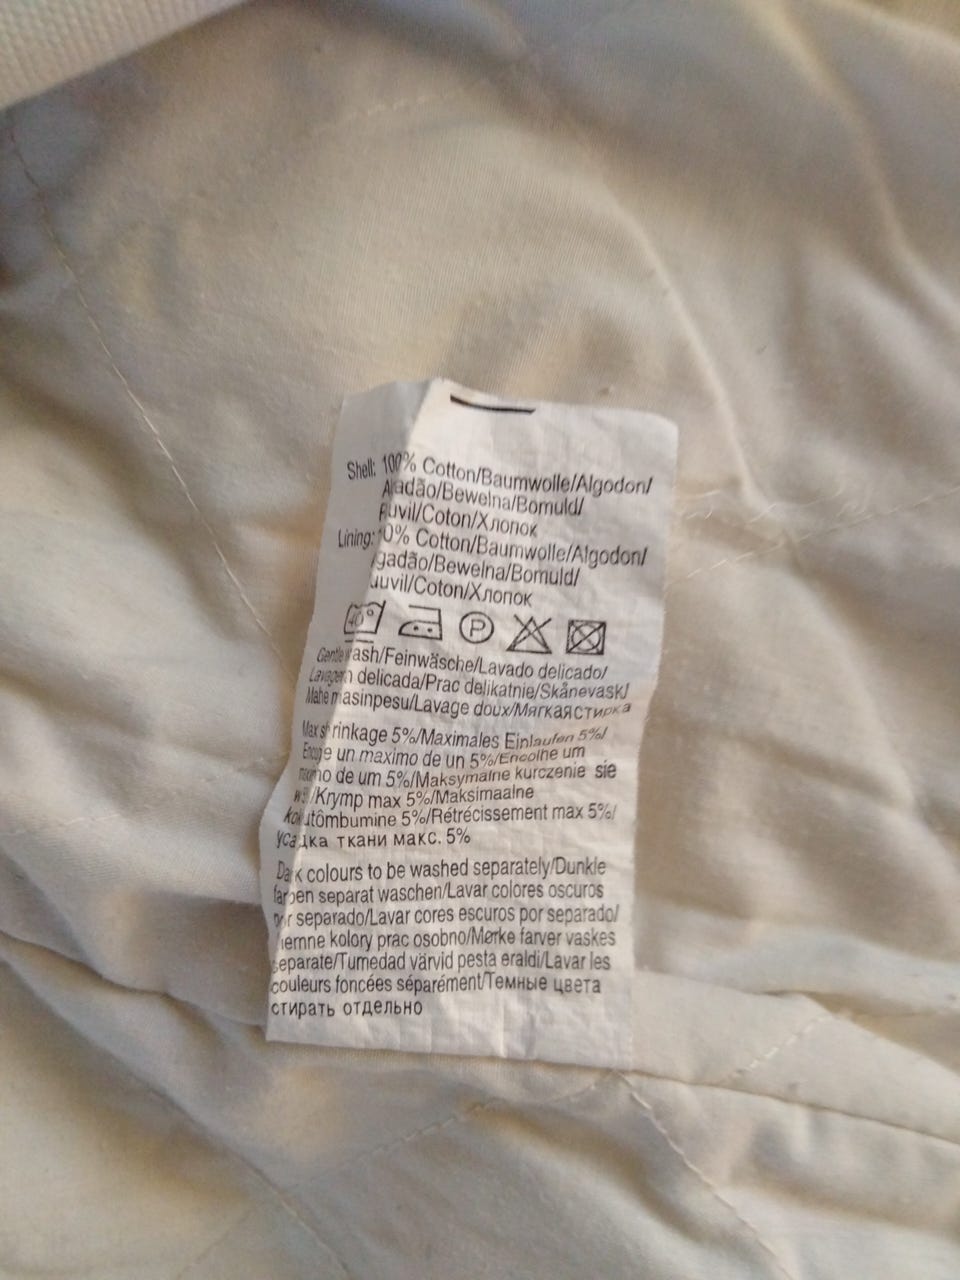 Shell: 100% Cotton/Baumwolle/Algodon/
Algadão/Bewelna/Bomuld/
Puuvil/Coton/Хлопок
Lining: 100% Cotton/Baumwolle/Algodon/
Algadão/Bewelna/Bomuld/
Puuvil/Coton/Хлопок
40° P
Gentle wash/Feinwäsche/Lavado delicado/
Lavagem delicada/Prac delikatnie/Skånevask/
Mahe masinpesu/Lavage doux/Мягкая стирка
Max shrinkage 5%/Maximales Einlaufen 5%/
Encoge un maximo de un 5%/Encolhe um
maximo de um 5%/Maksymalne kurczenie sie
/Krymp max 5%/Maksimaalne
kokutõmbumine 5%/Rétrécissement max 5%/
усадка ткани макс. 5%
Dark colours to be washed separately/Dunkle
farben separat waschen/Lavar colores oscuros
por separado/Lavar cores escuros por separado/
ciemne kolory prac osobno/Mørke farver vaskes
separate/Tumedad värvid pesta eraldi/Lavar les
couleurs foncées séparément/Темные цвета
стирать отдельно